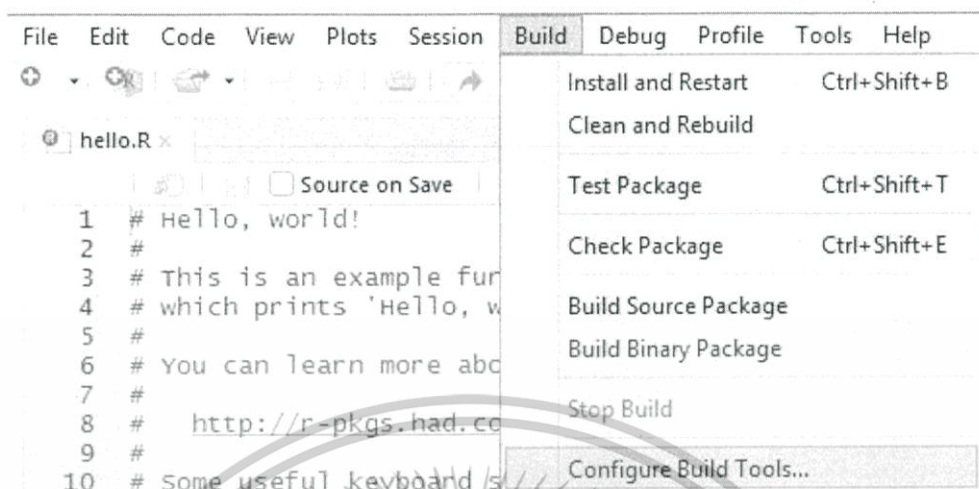 File Edit Code View Plots Session Build Debug Profile Tools Help
hello.R
Source on Save
1 # Hello, world!
2 #
3 # This is an example fur
4 # which prints 'Hello, w
5 #
6 # You can learn more abo
7 #
8 # http://r-pkgs.had.co
9 #
10 # Some useful keyboard s
Install and Restart Ctrl+Shift+B
Clean and Rebuild
Test Package Ctrl+Shift+T
Check Package Ctrl+Shift+E
Build Source Package
Build Binary Package
Stop Build
Configure Build Tools...